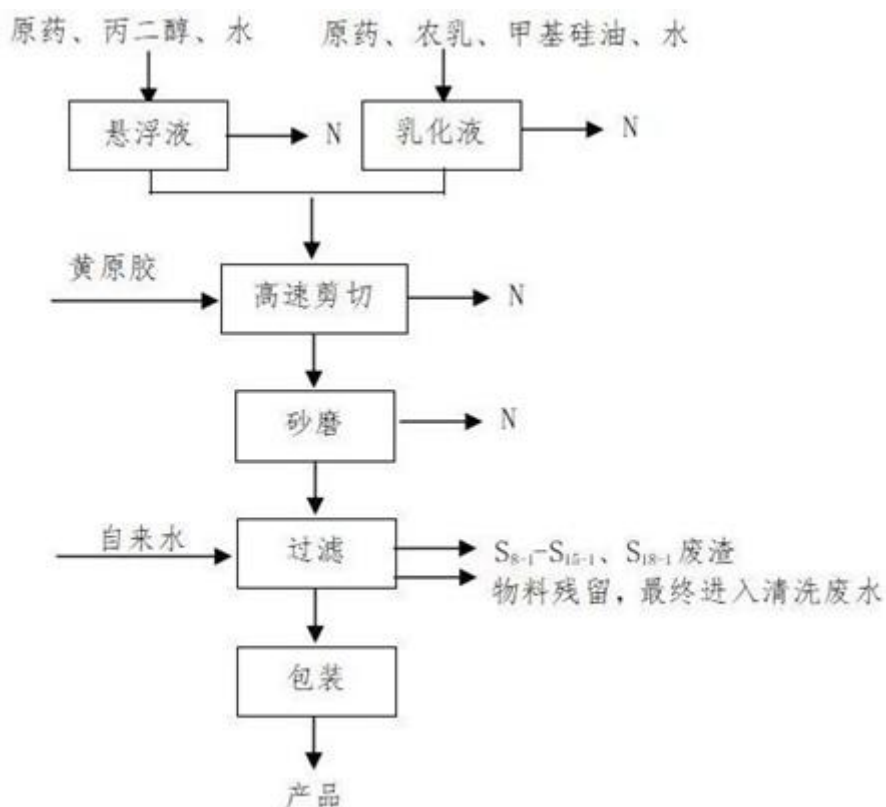 原药、丙二醇、水
原药、农乳、甲基硅油、水
悬浮液
N
乳化液
N
黄原胶
高速剪切
N
砂磨
N
自来水
过滤
S8-1-S15-1、S18-1废渣
物料残留，最终进入清洗废水
包装
产品